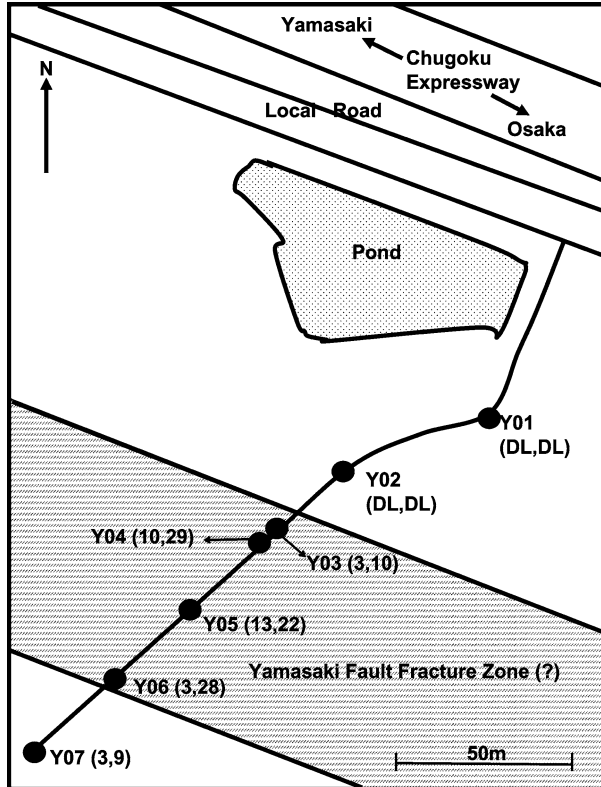 Yamasaki
Chugoku
Expressway
N
Local Road
Osaka
Pond
Y01
(DL,DL)
Y02
(DL,DL)
Y04 (10,29)
Y03 (3,10)
Y05 (13,22)
Yamasaki Fault Fracture Zone (?)
Y06 (3,28)
Y07 (3,9)
50m